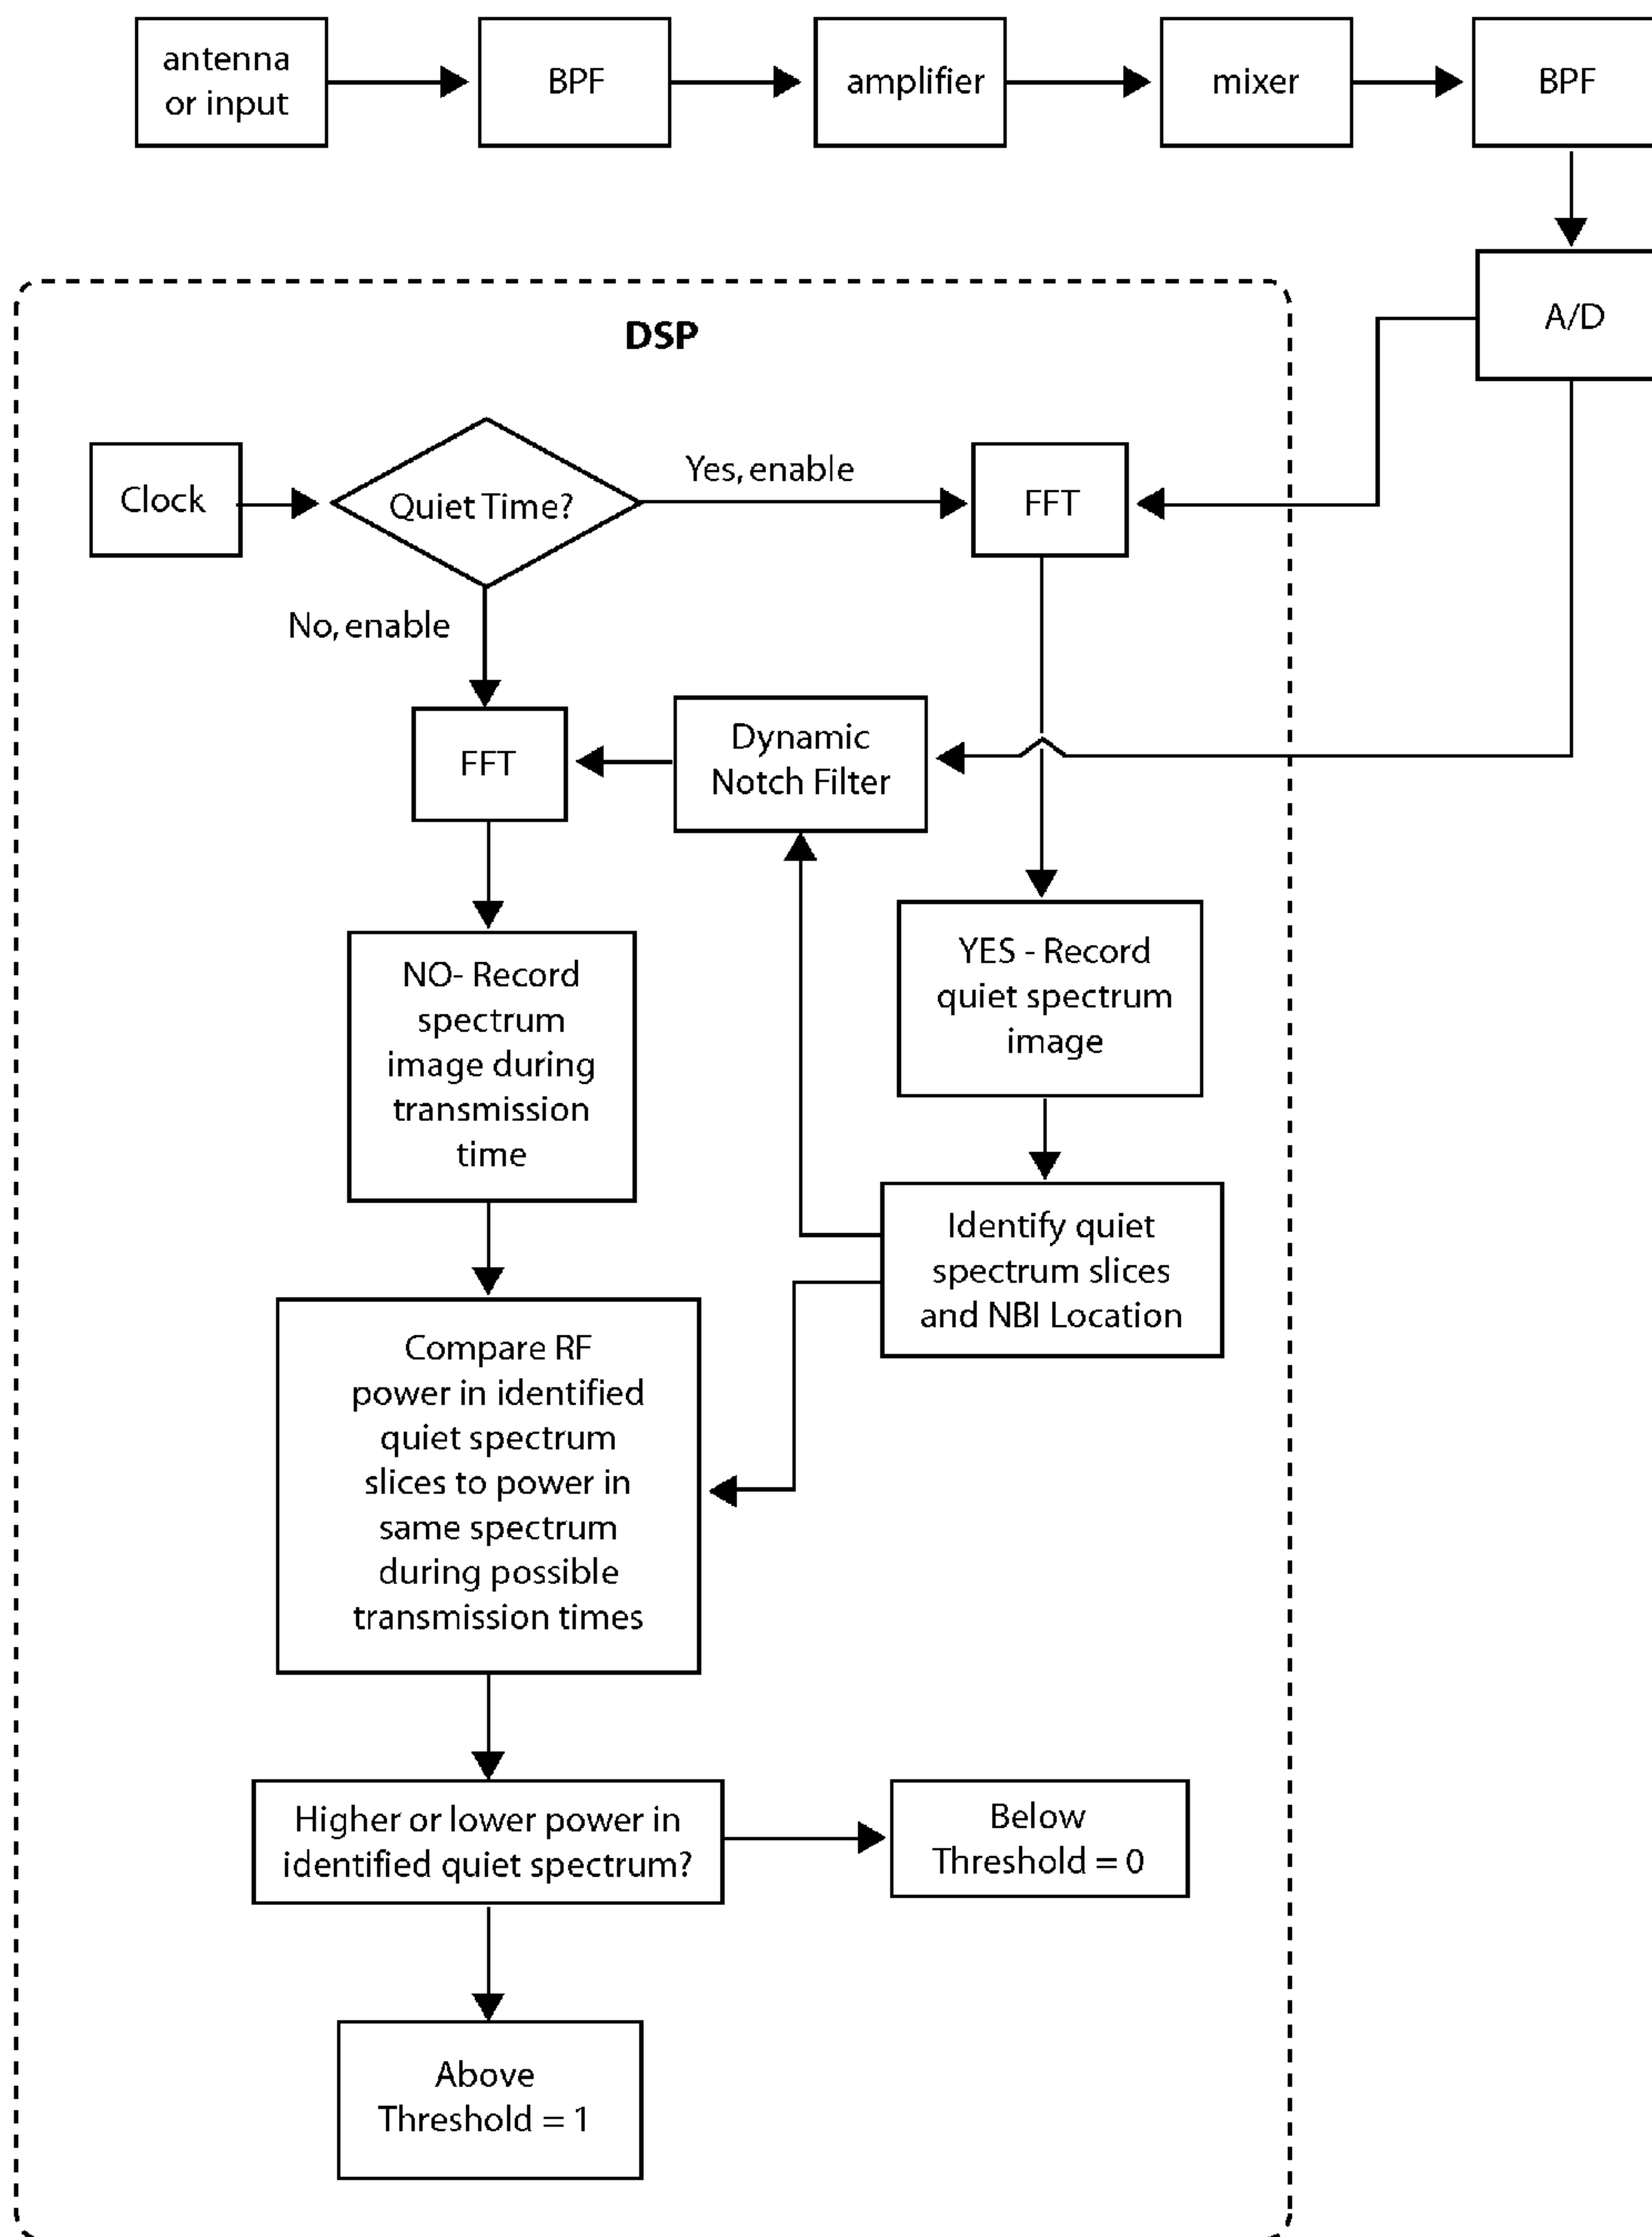 antenna
or input
BPF
amplifier
mixer
BPF
A/D
DSP
Clock
Quiet Time?
Yes, enable
FFT
No, enable
FFT
Dynamic
Notch Filter
NO- Record
spectrum
image during
transmission
time
YES - Record
quiet spectrum
image
Identify quiet
spectrum slices
and NBI Location
Compare RF
power in identified
quiet spectrum
slices to power in
same spectrum
during possible
transmission times
Higher or lower power in
identified quiet spectrum?
Below
Threshold = 0
Above
Threshold = 1